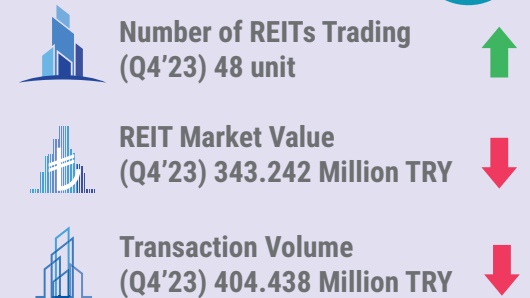 Number of REITs Trading
(Q4’23) 48 unit
REIT Market Value
(Q4’23) 343.242 Million TRY
Transaction Volume
(Q4’23) 404.438 Million TRY